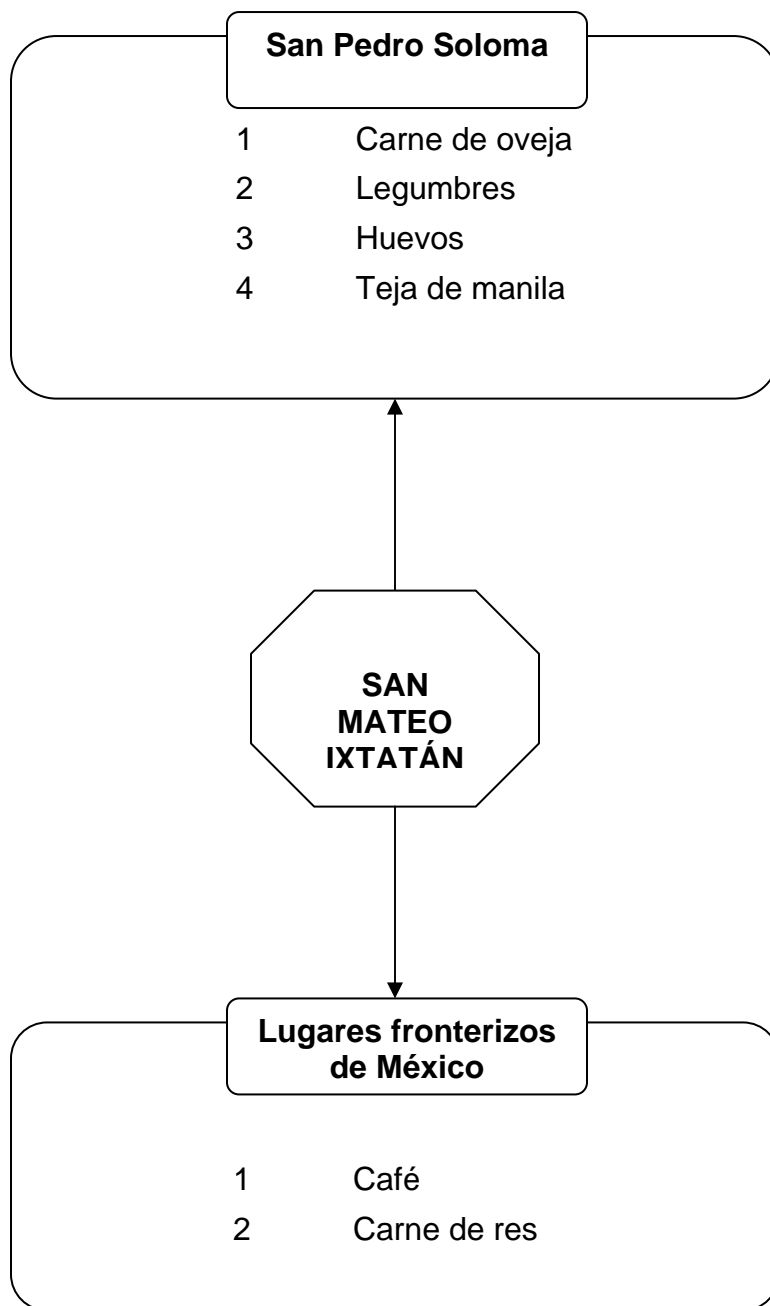 San Pedro Soloma
1 Carne de oveja
2 Legumbres
3 Huevos
4 Teja de manila
SAN
MATEO
IXTATÁN
Lugares fronterizos
de México
1 Café
2 Carne de res